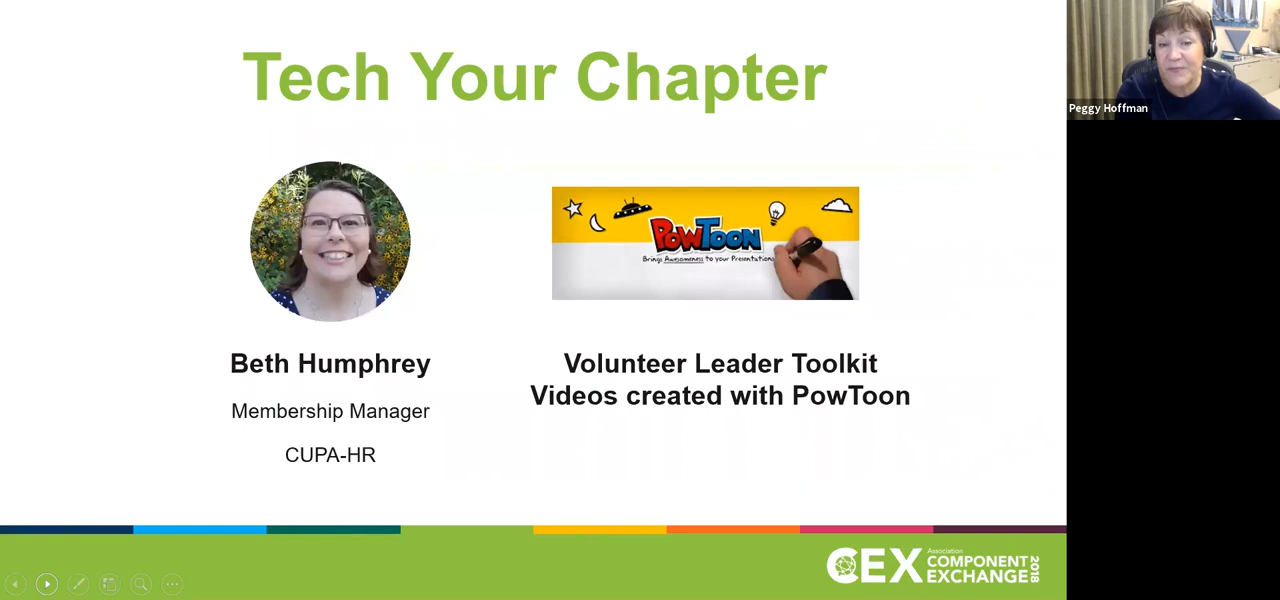 Tech Your Chapter
Peggy Hoffman
POWTOON
Brings Awesomeness to your Presentations
Beth Humphrey
Membership Manager
CUPA-HR
Volunteer Leader Toolkit
Videos created with PowToon
CEX
Association
COMPONENT
EXCHANGE
2018